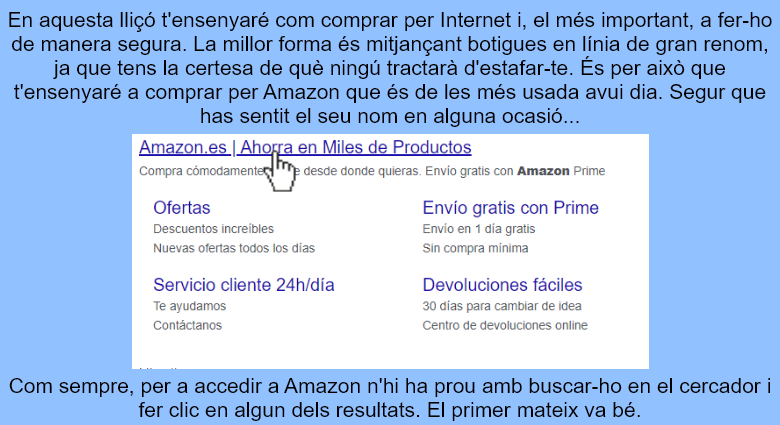 En aquesta lliçó t'ensenyaré com comprar per Internet i, el més important, a fer-ho
de manera segura. La millor forma és mitjançant botigues en línia de gran renom,
ja que tens la certesa de què ningú tractarà d'estafar-te. És per això que
t'ensenyaré a comprar per Amazon que és de les més usada avui dia. Segur que
has sentit el seu nom en alguna ocasió...
Amazon.es | Ahorra en Miles de Productos
Compra cómodamente desde donde quieras. Envío gratis con Amazon Prime
Ofertas
Descuentos increíbles
Nuevas ofertas todos los días
Envío gratis con Prime
Envío en 1 día gratis
Sin compra mínima
Servicio cliente 24h/día
Te ayudamos
Contáctanos
Devoluciones fáciles
30 días para cambiar de idea
Centro de devoluciones online
Com sempre, per a accedir a Amazon n'hi ha prou amb buscar-ho en el cercador i
fer clic en algun dels resultats. El primer mateix va bé.